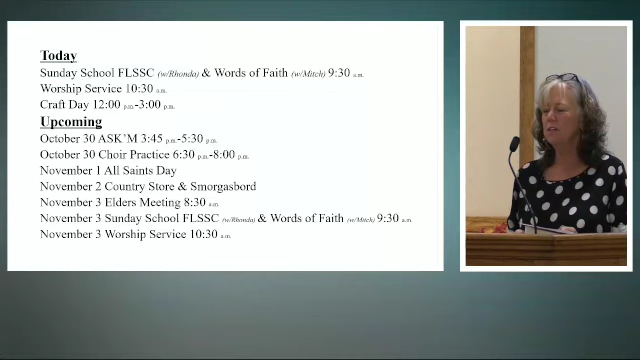 Today
Sunday School FLSSC (w/Rhonda) & Words of Faith (w/Mitch) 9:30 a.m.
Worship Service 10:30 a.m.
Craft Day 12:00 p.m.-3:00 p.m.
Upcoming
October 30 ASK'M 3:45 p.m.-5:30 p.m.
October 30 Choir Practice 6:30 p.m.-8:00 p.m.
November 1 All Saints Day
November 2 Country Store & Smorgasbord
November 3 Elders Meeting 8:30 a.m.
November 3 Sunday School FLSSC (w/Rhonda) & Words of Faith (w/Mitch) 9:30 a.m
November 3 Worship Service 10:30 a.m.